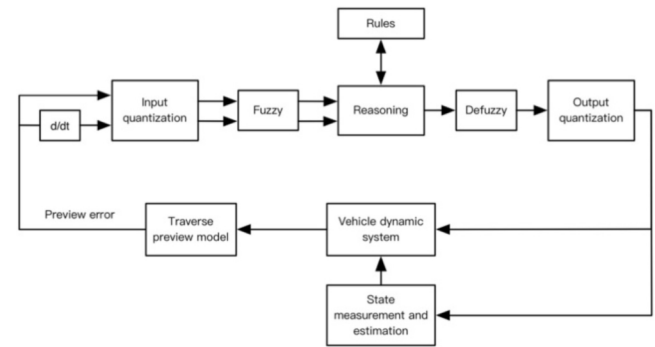 Rules
Input
quantization
Fuzzy
Reasoning
Defuzzy
Output
quantization
d/dt
Preview error
Traverse
preview model
Vehicle dynamic
system
State
measurement and
estimation